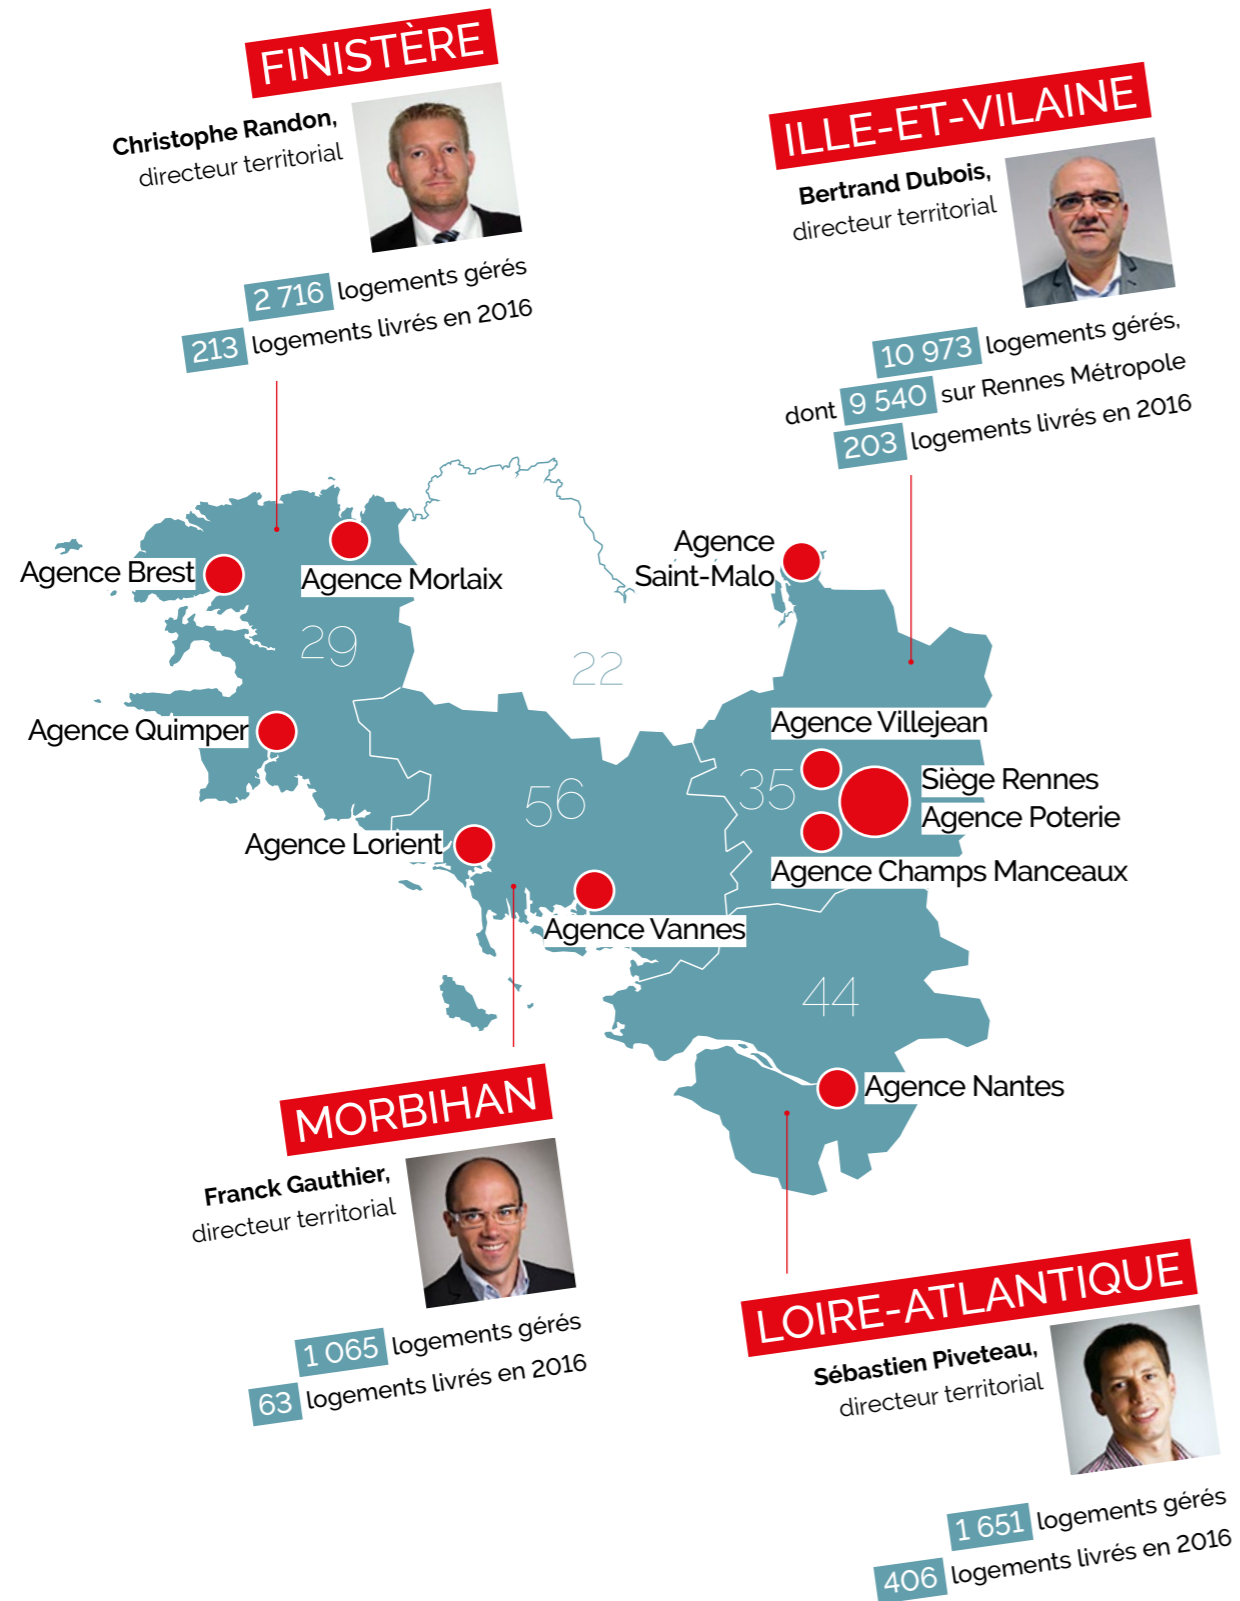 FINISTÈRE
Christophe Randon,
directeur territorial
2 716 logements gérés
213 logements livrés en 2016
ILLE-ET-VILAINE
Bertrand Dubois,
directeur territorial
10 973 logements gérés,
dont 9 540 sur Rennes Métropole
203 logements livrés en 2016
Agence Brest
Agence Morlaix
Agence
Saint-Malo
29
22
Agence Quimper
Agence Villejean
56
35
Siège Rennes
Agence Poterie
Agence Lorient
Agence Champs Manceaux
Agence Vannes
44
Agence Nantes
MORBIHAN
Franck Gauthier,
directeur territorial
1 065 logements gérés
63 logements livrés en 2016
LOIRE-ATLANTIQUE
Sébastien Piveteau,
directeur territorial
1 651 logements gérés
406 logements livrés en 2016